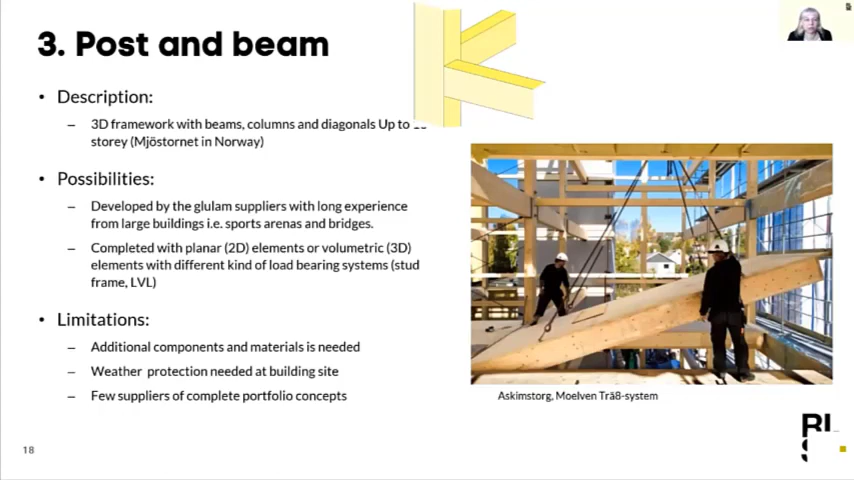 3. Post and beam
• Description:
– 3D framework with beams, columns and diagonals Up to
storey (Mjöstornet in Norway)
• Possibilities:
– Developed by the glulam suppliers with long experience
from large buildings i.e. sports arenas and bridges.
– Completed with planar (2D) elements or volumetric (3D)
elements with different kind of load bearing systems (stud
frame, LVL)
• Limitations:
– Additional components and materials is needed
– Weather protection needed at building site
– Few suppliers of complete portfolio concepts
Askimstorg, Moelven Trä8-system
18